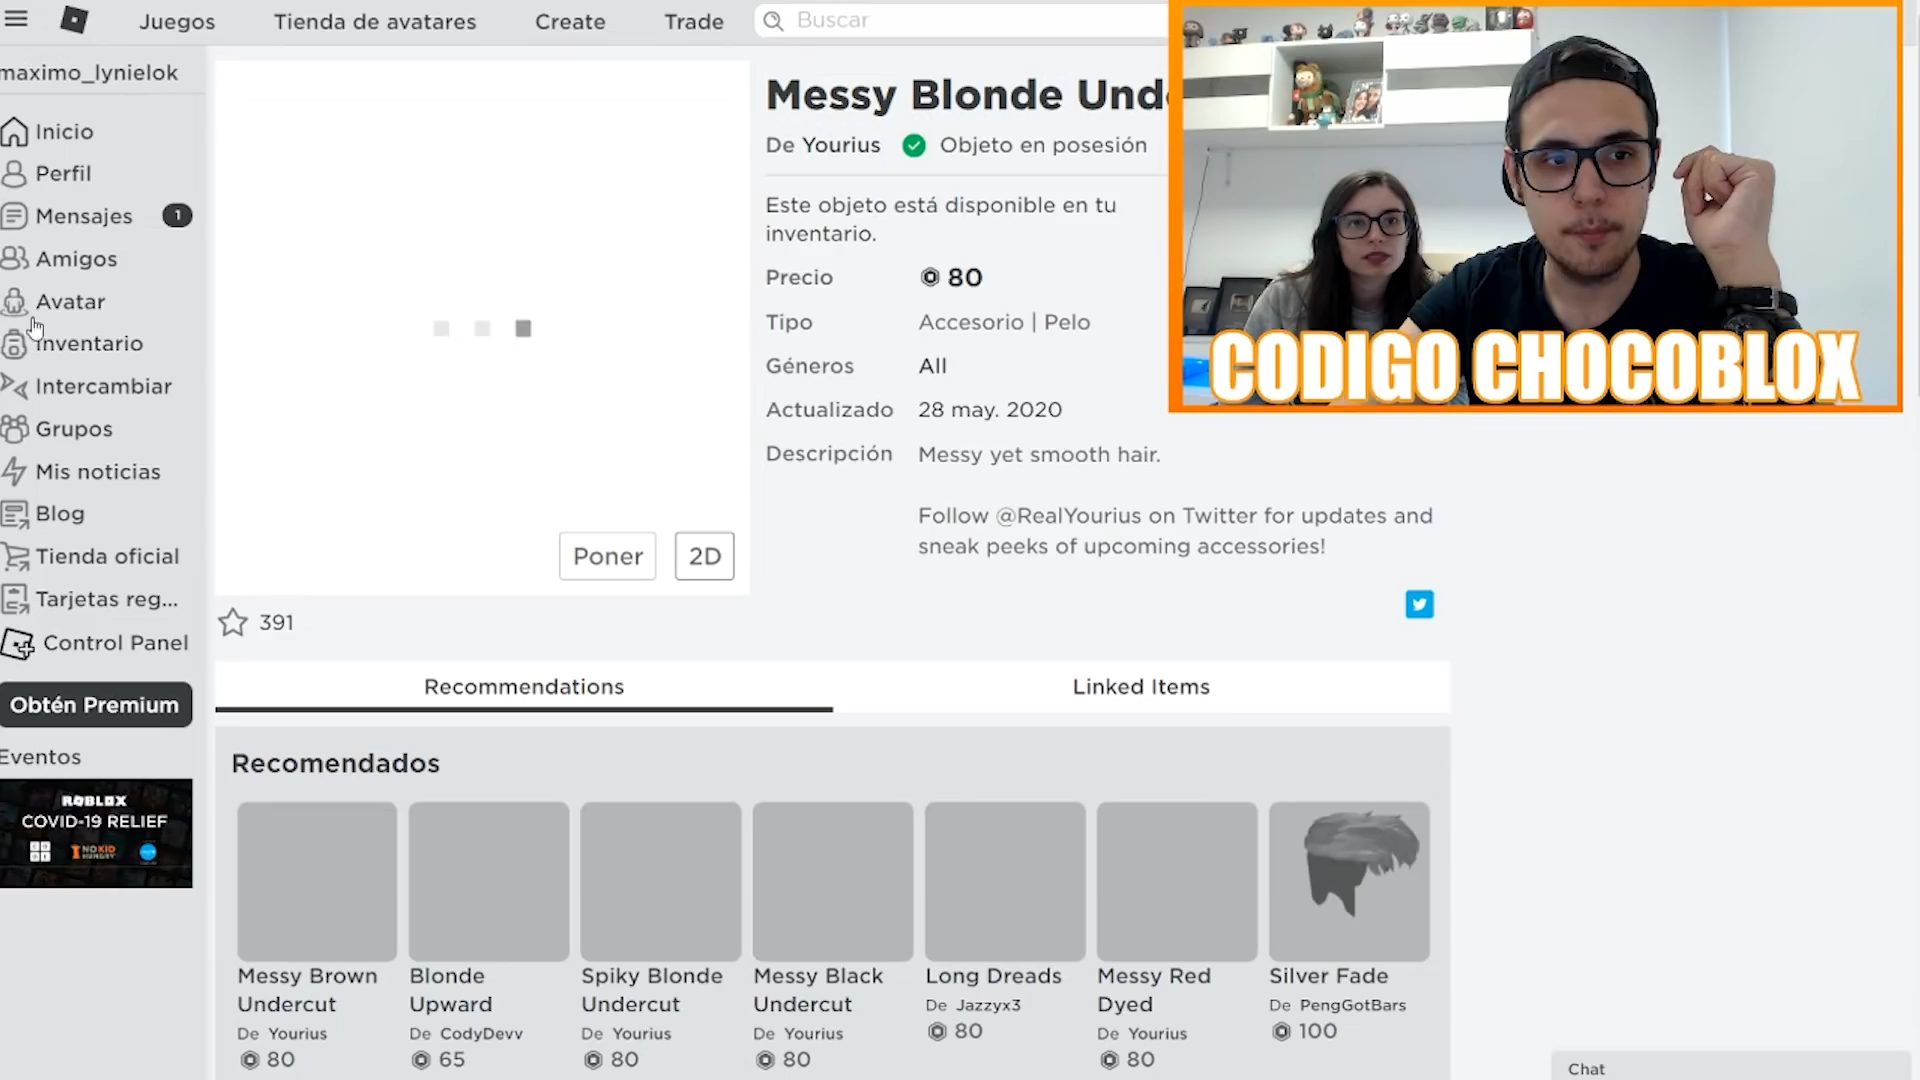 Juegos
Tienda de avatares
Create
Trade
Buscar
maximo_lynielok
Inicio
Perfil
Mensajes
1
Amigos
Avatar
Inventario
Intercambiar
Grupos
Mis noticias
Blog
Tienda oficial
Tarjetas reg...
Control Panel
Obtén Premium
Eventos
ROBLOX
COVID-19 RELIEF
NO KID
HUNGRY
Poner
2D
391
Messy Blonde Und
De Yourius
Objeto en posesión
Este objeto está disponible en tu
inventario.
Precio
80
Tipo
Accesorio | Pelo
Géneros
All
Actualizado
28 may. 2020
Descripción
Messy yet smooth hair.
Follow @RealYourius on Twitter for updates and
sneak peeks of upcoming accessories!
CODIGO CHOCOBLOX
Recommendations
Linked Items
Recomendados
Messy Brown
Undercut
De Yourius
80
Blonde
Upward
De CodyDevv
65
Spiky Blonde
Undercut
De Yourius
80
Messy Black
Undercut
De Yourius
80
Long Dreads
De Jazzyx3
80
Messy Red
Dyed
De Yourius
80
Silver Fade
De PengGotBars
100
Chat